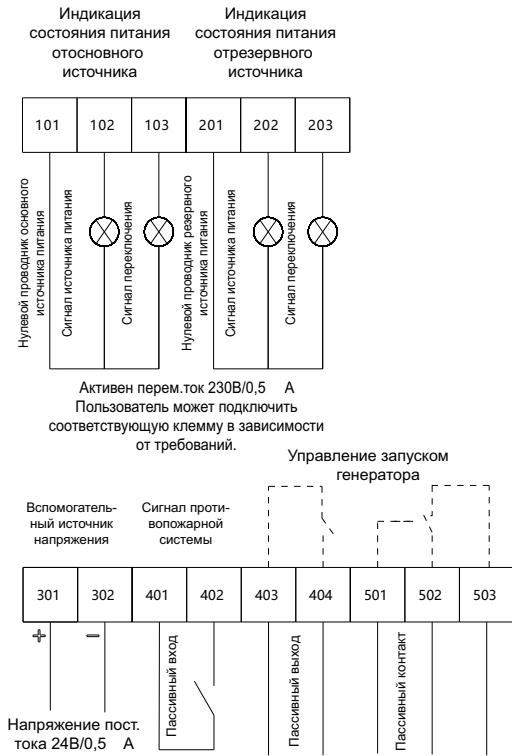 Индикация
состояния питания
отосновного
источника
Индикация
состояния питания
отрезервного
источника
101 102 103 201 202 203
Нулевой проводник основного
источника питания
Сигнал источника питания
Сигнал переключения
Нулевой проводник резервного
источника питания
Сигнал источника питания
Сигнал переключения
Активен перем.ток 230В/0,5 А
Пользователь может подключить
соответствующую клемму в зависимости
от требований.
Управление запуском
генератора
Вспомогатель-
ный источник
напряжения
Сигнал проти-
вопожарной
системы
301 302 401 402 403 404 501 502 503
+ −
Пассивный вход
Пассивный выход
Пассивный контакт
Напряжение пост.
тока 24В/0,5 А